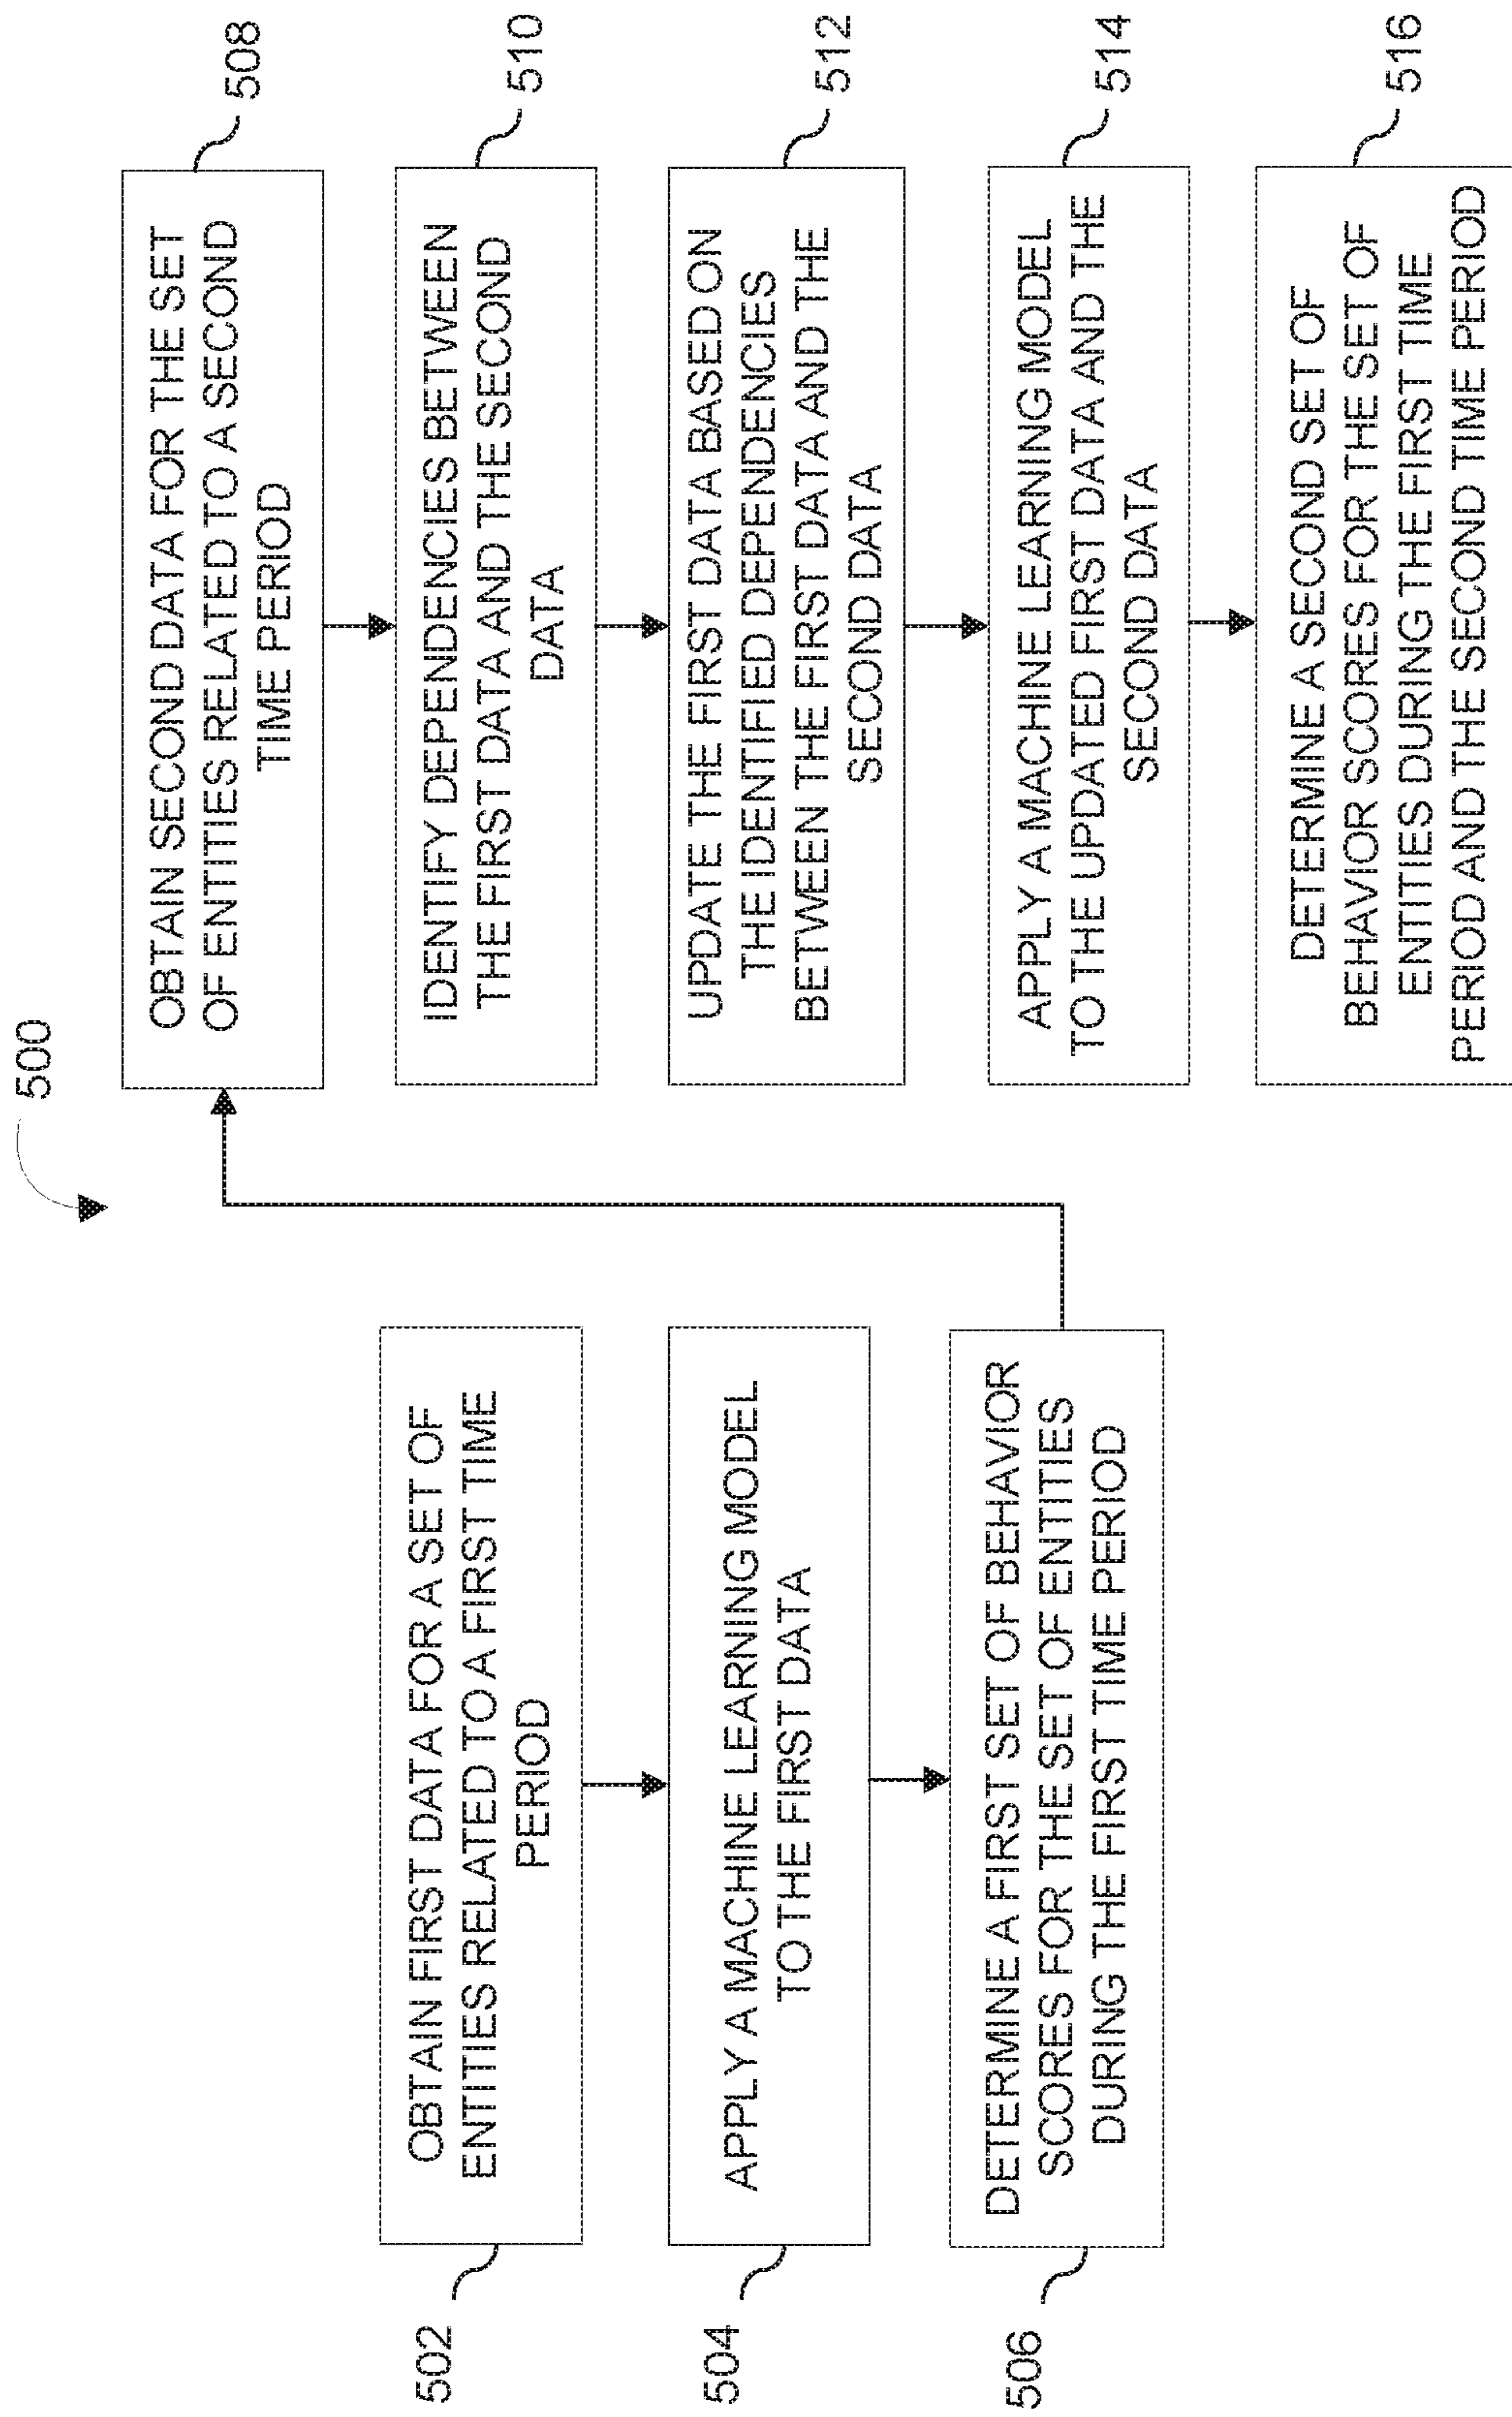 500
502
OBTAIN FIRST DATA FOR A SET OF
ENTITIES RELATED TO A FIRST TIME
PERIOD
504
APPLY A MACHINE LEARNING MODEL
TO THE FIRST DATA
506
DETERMINE A FIRST SET OF BEHAVIOR
SCORES FOR THE SET OF ENTITIES
DURING THE FIRST TIME PERIOD
OBTAIN SECOND DATA FOR THE SET
OF ENTITIES RELATED TO A SECOND
TIME PERIOD
508
IDENTIFY DEPENDENCIES BETWEEN
THE FIRST DATA AND THE SECOND
DATA
510
UPDATE THE FIRST DATA BASED ON
THE IDENTIFIED DEPENDENCIES
BETWEEN THE FIRST DATA AND THE
SECOND DATA
512
APPLY A MACHINE LEARNING MODEL
TO THE UPDATED FIRST DATA AND THE
SECOND DATA
514
DETERMINE A SECOND SET OF
BEHAVIOR SCORES FOR THE SET OF
ENTITIES DURING THE FIRST TIME
PERIOD AND THE SECOND TIME PERIOD
516